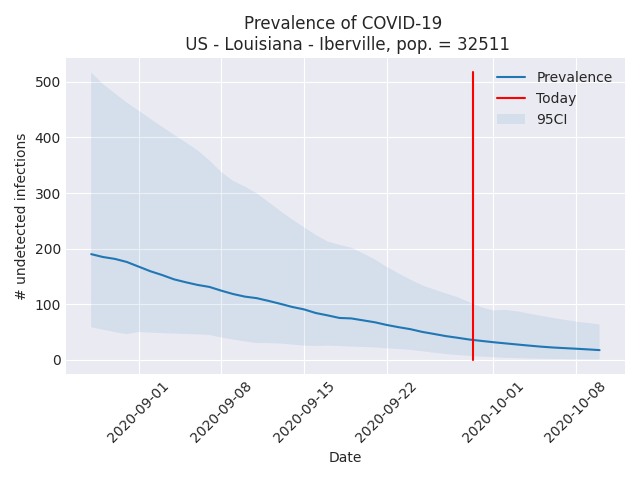 Prevalence of COVID-19
US - Louisiana - Iberville, pop. = 32511
Prevalence
Today
95CI
# undetected infections
500
400
300
200
100
0
2020-09-01
2020-09-08
2020-09-15
2020-09-22
2020-10-01
2020-10-08
Date